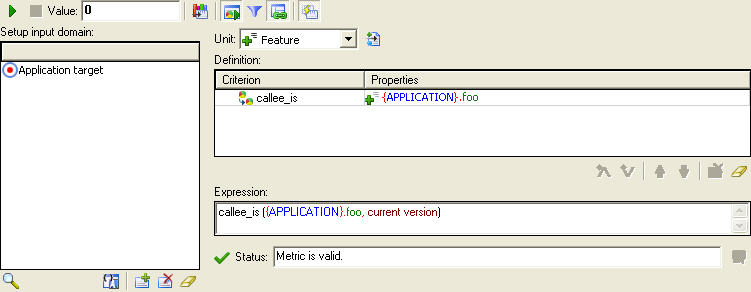 Value: 0
Setup input domain:
Application target
Unit: Feature
Definition:
Criterion Properties
callee_is {APPLICATION}.foo
Expression:
callee_is ({APPLICATION}.foo, current version)
Status: Metric is valid.